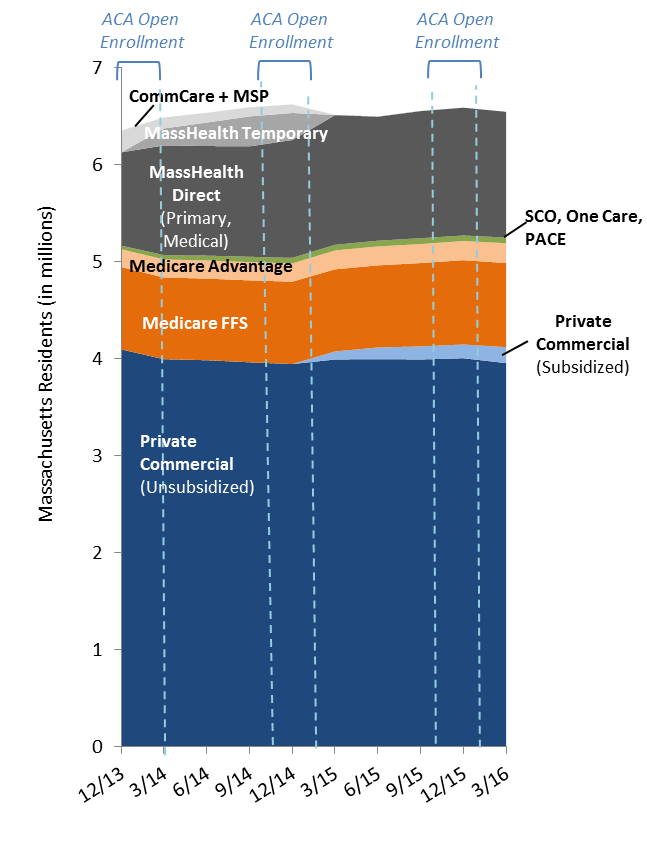 ACA Open
Enrollment
ACA Open
Enrollment
ACA Open
Enrollment
7
6
5
4
3
2
1
0
Massachusetts Residents (in millions)
CommCare + MSP
MassHealth Temporary
MassHealth
Direct
(Primary,
Medical)
SCO, One Care,
PACE
Medicare Advantage
Medicare FFS
Private
Commercial
(Subsidized)
Private
Commercial
(Unsubsidized)
12/13
3/14
6/14
9/14
12/14
3/15
6/15
9/15
12/15
3/16